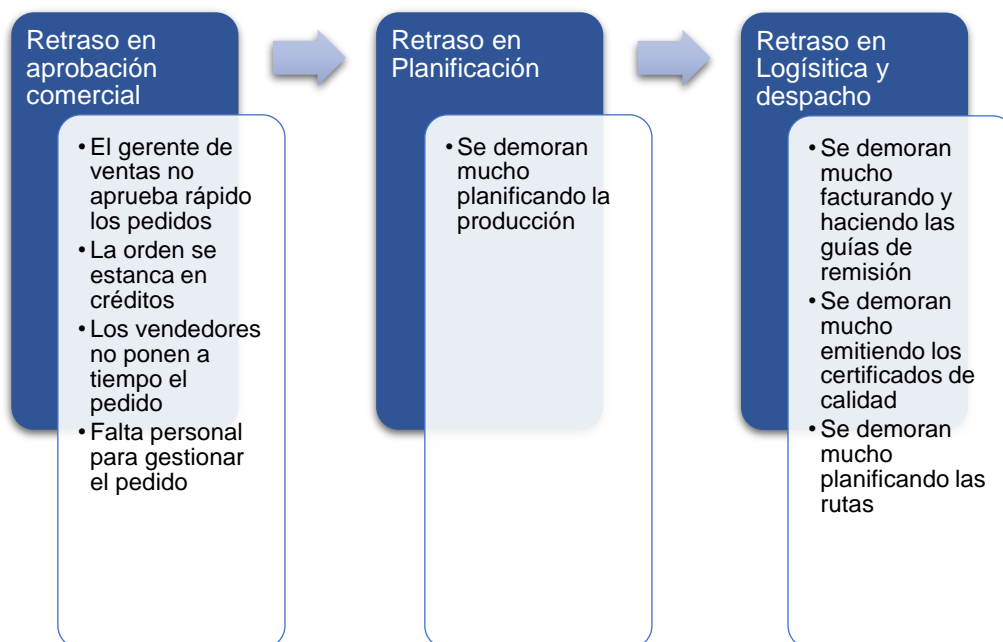 Retraso en
aprobación
comercial
• El gerente de
ventas no
aprueba rápido
los pedidos
• La orden se
estanca en
créditos
• Los vendedores
no ponen a
tiempo el
pedido
• Falta personal
para gestionar
el pedido
Retraso en
Planificación
• Se demoran
mucho
planificando la
producción
Retraso en
Logísitica y
despacho
• Se demoran
mucho
facturando y
haciendo las
guías de
remisión
• Se demoran
mucho
emitiendo los
certificados de
calidad
• Se demoran
mucho
planificando las
rutas